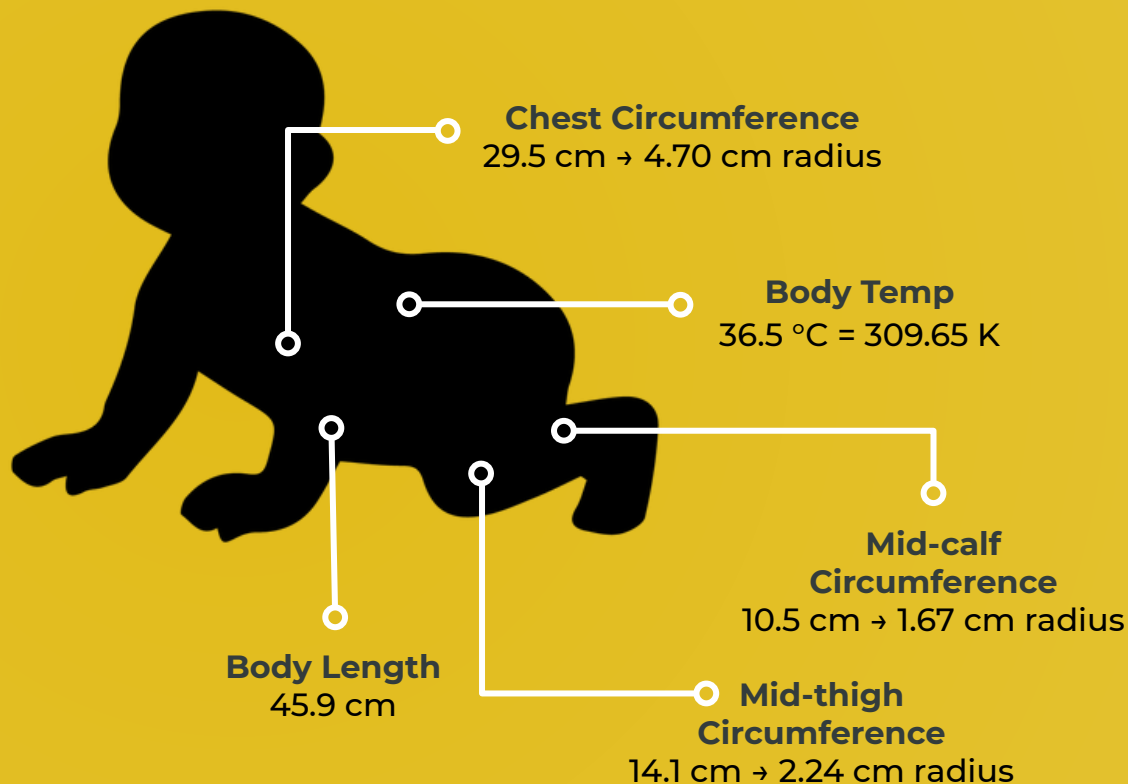 Chest Circumference
29.5 cm → 4.70 cm radius
Body Temp
36.5 °C = 309.65 K
Mid-calf
Circumference
10.5 cm → 1.67 cm radius
Body Length
45.9 cm
Mid-thigh
Circumference
14.1 cm → 2.24 cm radius